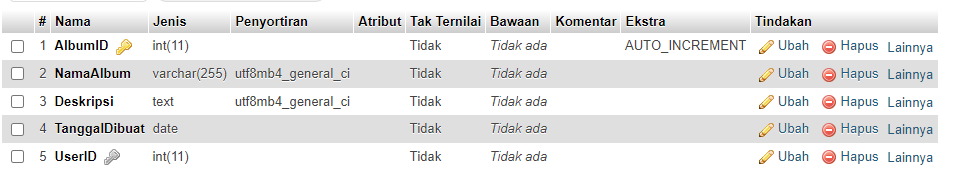 # Nama Jenis Penyortiran Atribut Tak Ternilai Bawaan Komentar Ekstra Tindakan
1 AlbumID int(11) Tidak Tidak ada AUTO_INCREMENT Ubah Hapus Lainnya
2 NamaAlbum varchar(255) utf8mb4_general_ci Tidak Tidak ada Ubah Hapus Lainnya
3 Deskripsi text utf8mb4_general_ci Tidak Tidak ada Ubah Hapus Lainnya
4 TanggalDibuat date Tidak Tidak ada Ubah Hapus Lainnya
5 UserID int(11) Tidak Tidak ada Ubah Hapus Lainnya